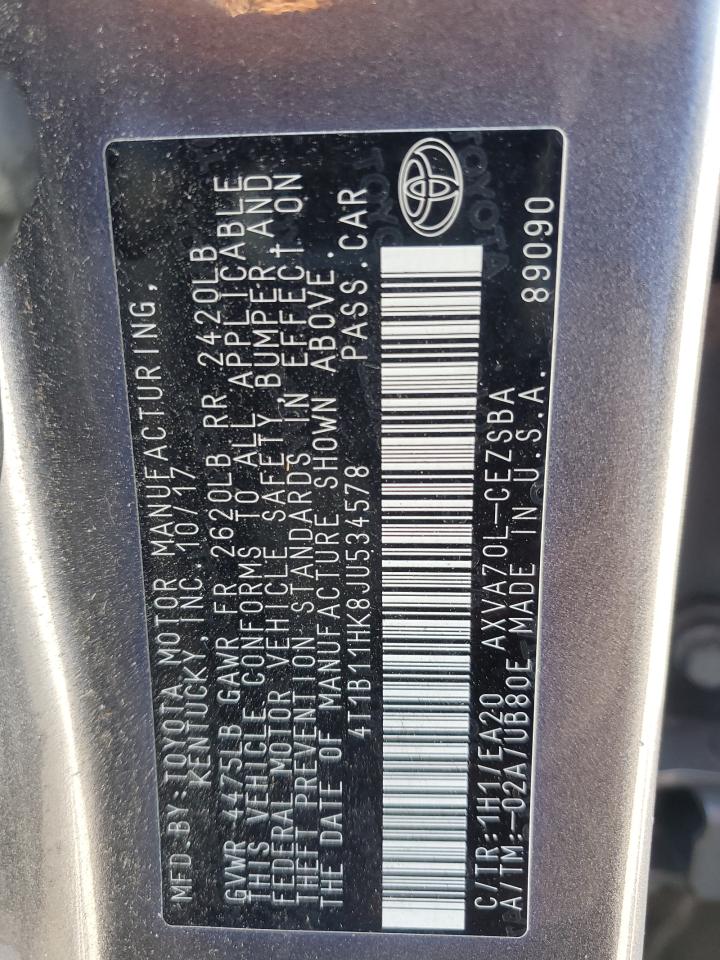 MFD.BY:TOYOTA MOTOR MANUFACTURING,
KENTUCKY, INC. 10/17
GVWR 4475LB GAWR FR 2620LB RR 2420LB
THIS VEHICLE CONFORMS TO ALL APPLICABLE
FEDERAL MOTOR VEHICLE SAFETY,BUMPER,AND
THEFT PREVENTION STANDARDS IN EFFECT ON
THE DATE OF MANUFACTURE SHOWN ABOVE.
4T1B11HK8JU534578 PASS.CAR
C/TR:1H1/EA20 AXVA70L-CEZSBA
A/TM:-02A/UB80E MADE IN U.S.A.
89090
TOYOTA